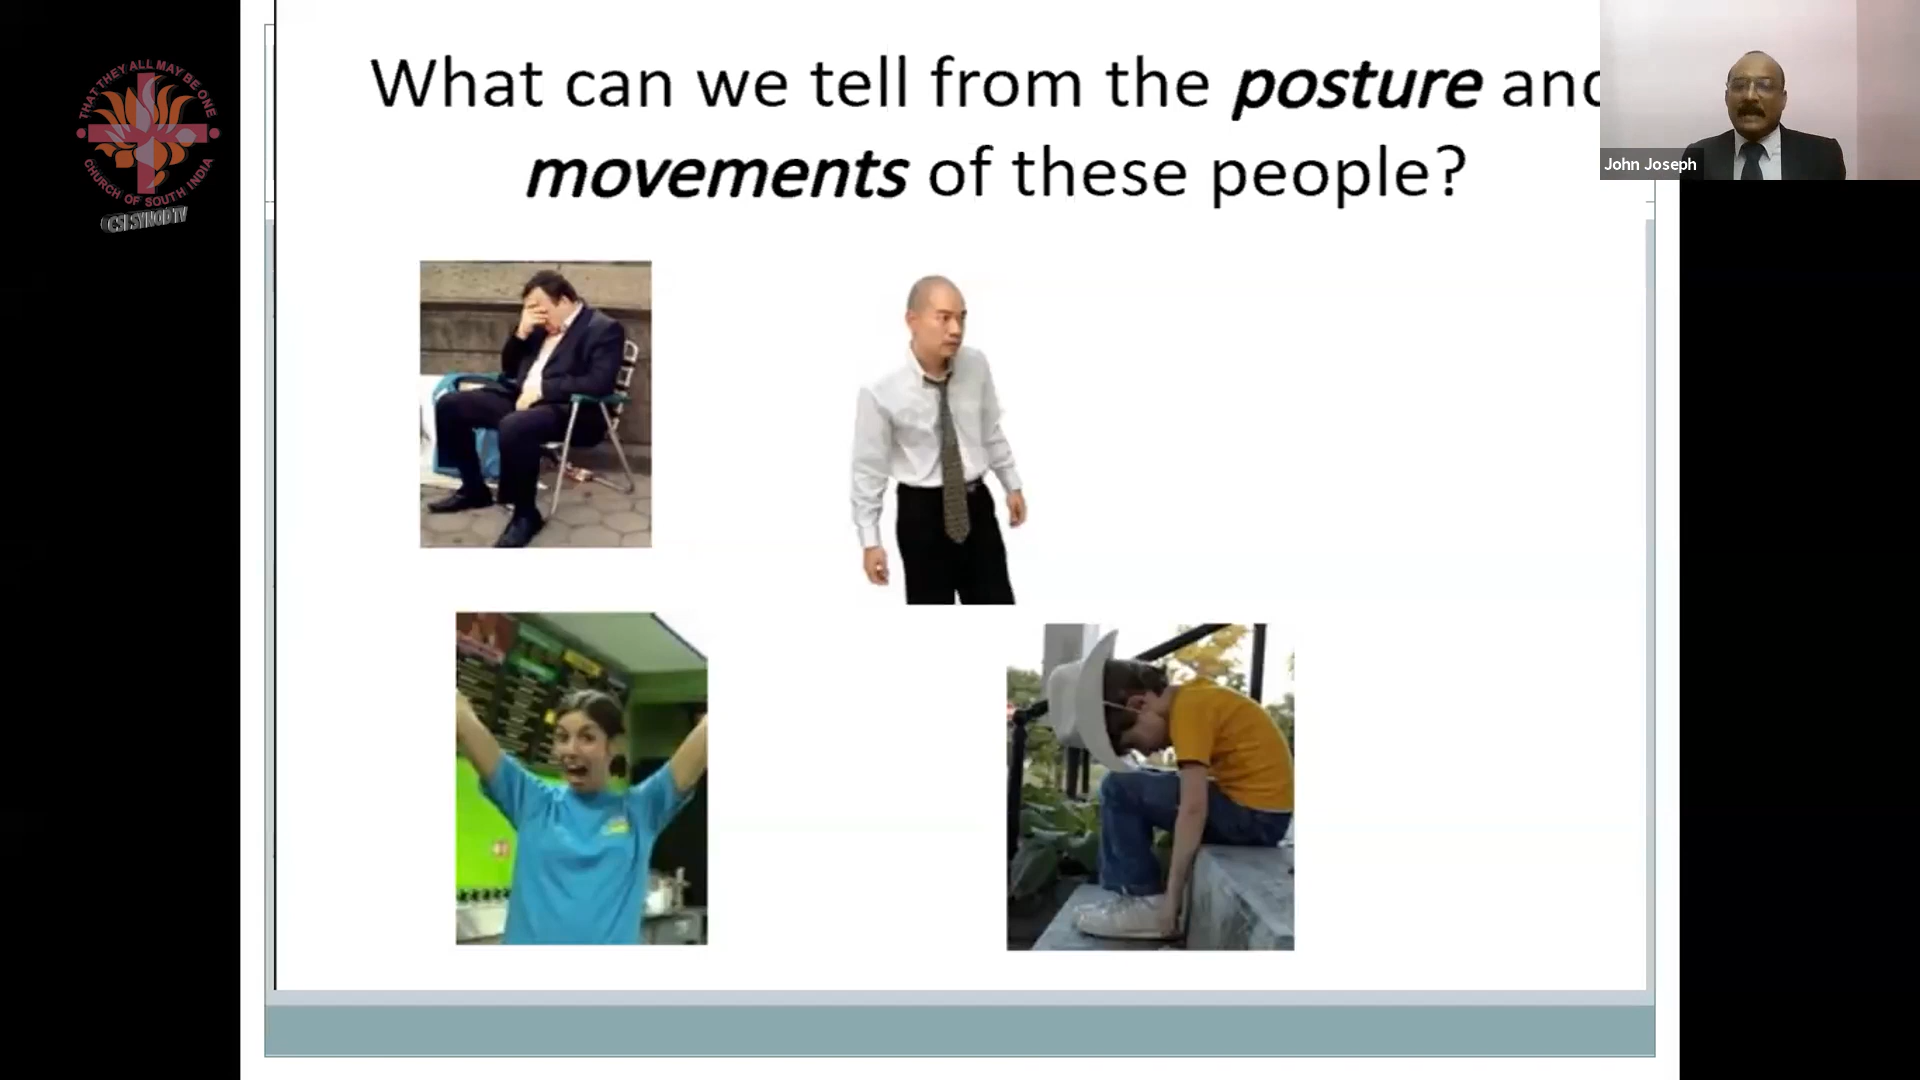 What can we tell from the posture and
movements of these people?
John Joseph
THAT THEY ALL MAY BE ONE
CHURCH OF SOUTH INDIA
CSI SYNOD TV